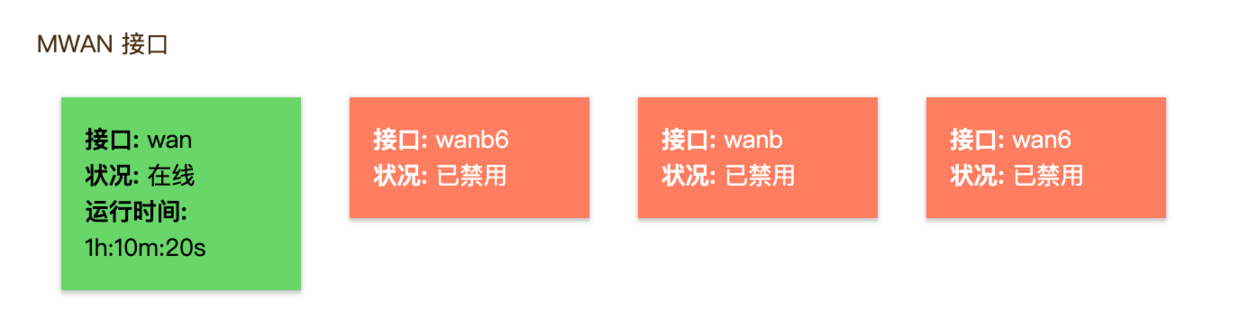 MWAN 接口
接口: wan
状况: 在线
运行时间:
1h:10m:20s
接口: wanb6
状况: 已禁用
接口: wanb
状况: 已禁用
接口: wan6
状况: 已禁用